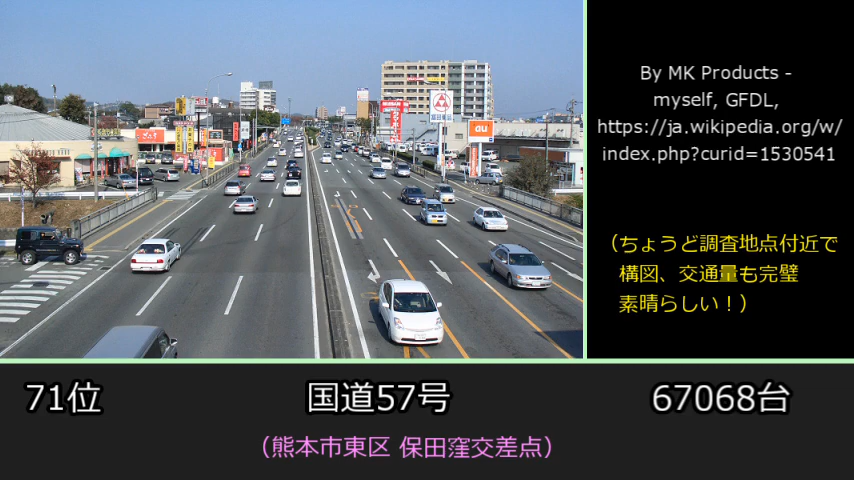 By MK Products -
myself, GFDL,
https://ja.wikipedia.org/w/
index.php?curid=1530541
（ちょうど調査地点付近で
構図、交通量も完璧
素晴らしい！）
au
71位
国道57号
67068台
（熊本市東区 保田窪交差点）